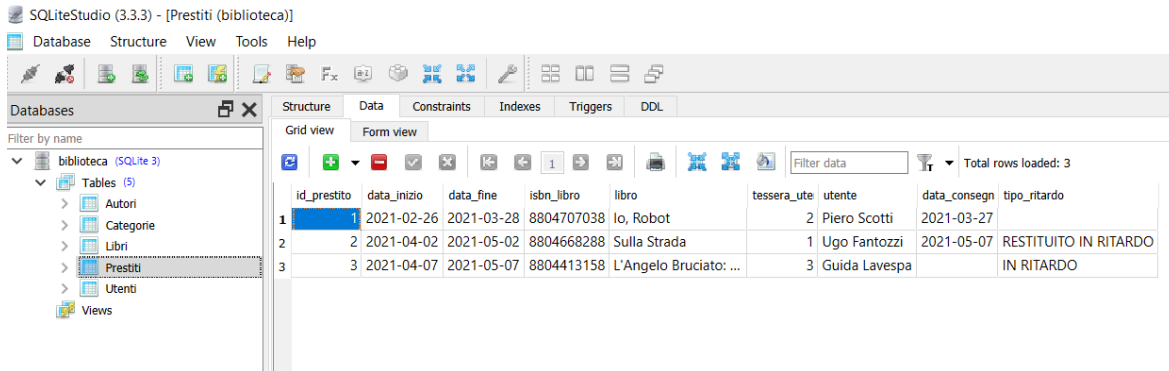 SQLiteStudio (3.3.3) - [Prestiti (biblioteca)]
Database Structure View Tools Help
Databases
Filter by name
biblioteca (SQLite 3)
Tables (5)
Autori
Categorie
Libri
Prestiti
Utenti
Views
Structure Data Constraints Indexes Triggers DDL
Grid view Form view
1 Filter data Total rows loaded: 3
id_prestito data_inizio data_fine isbn_libro libro tessera_ute utente data_consegn tipo_ritardo
1 1 2021-02-26 2021-03-28 8804707038 Io, Robot 2 Piero Scotti 2021-03-27
2 2 2021-04-02 2021-05-02 8804668288 Sulla Strada 1 Ugo Fantozzi 2021-05-07 RESTITUITO IN RITARDO
3 3 2021-04-07 2021-05-07 8804413158 L'Angelo Bruciato: ... 3 Guida Lavespa IN RITARDO